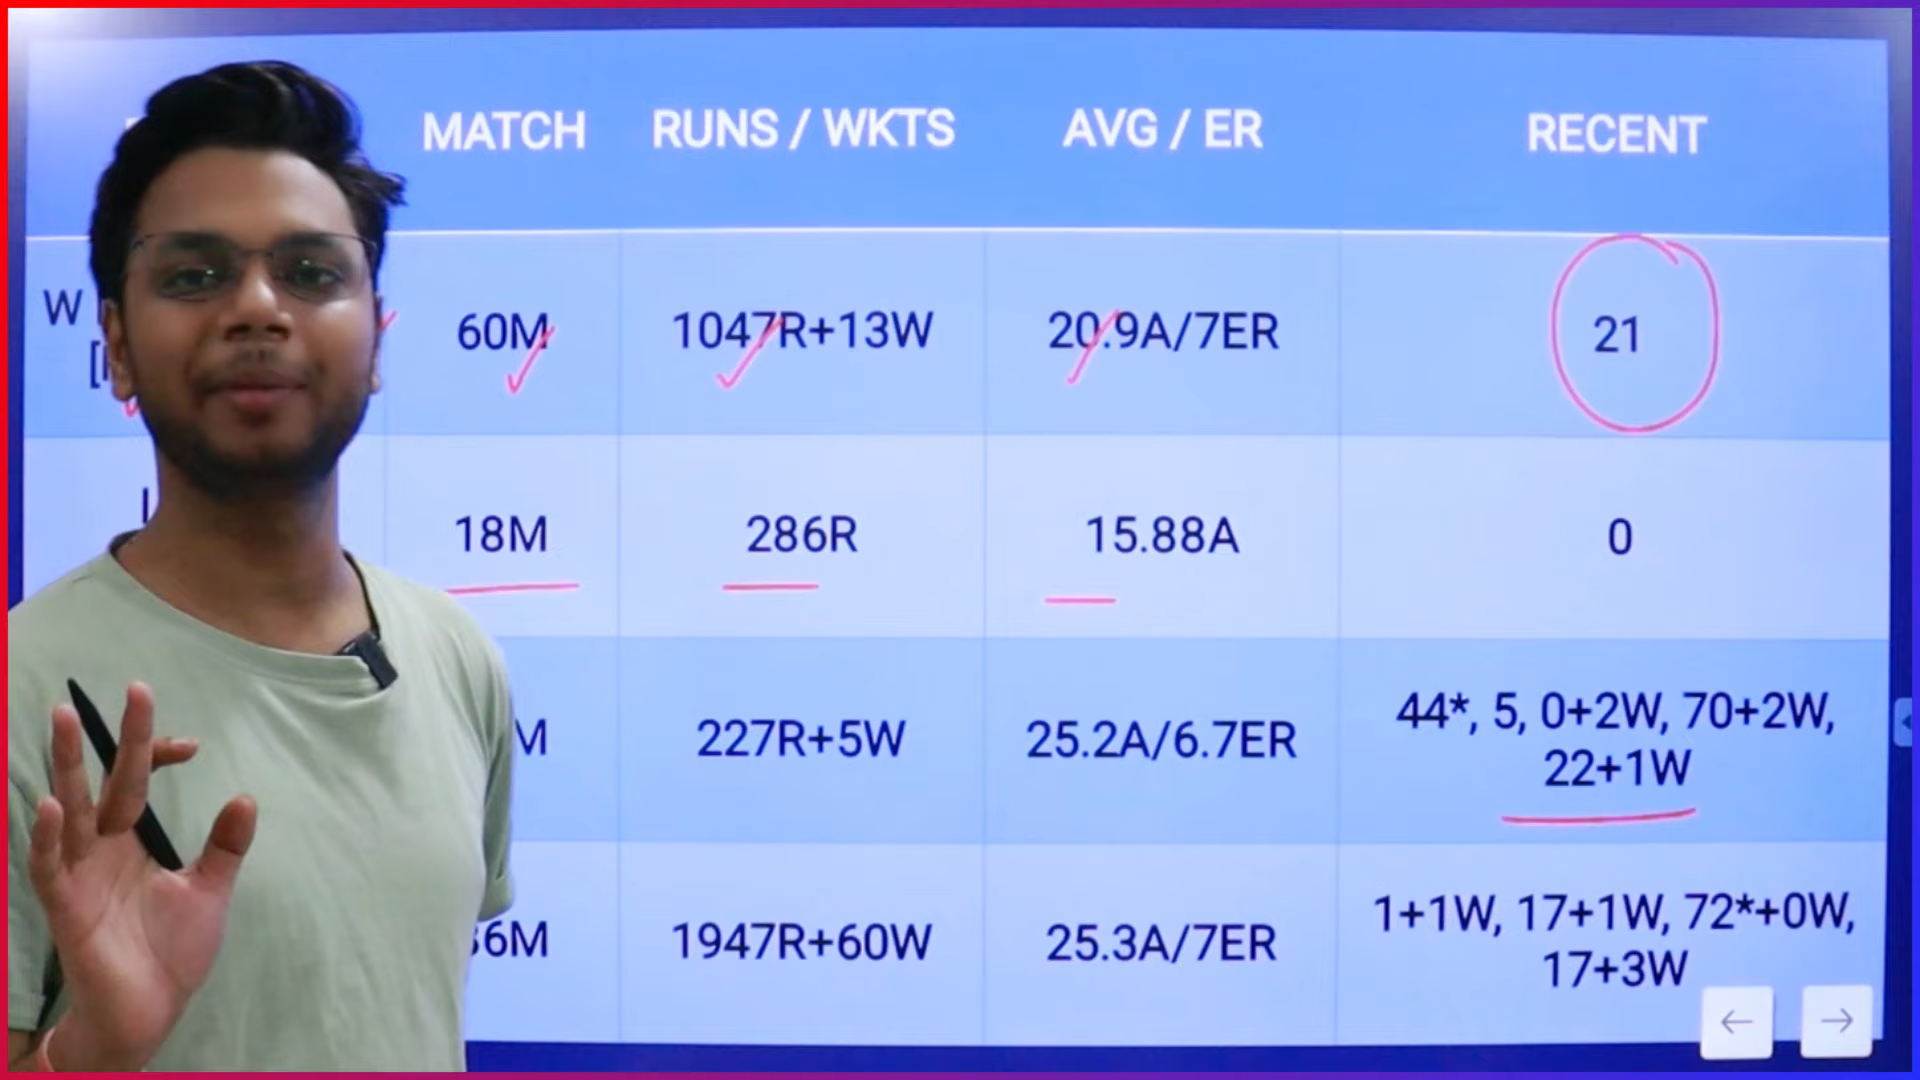 MATCH RUNS / WKTS AVG / ER RECENT
W 60M 1047R+13W 20.9A/7ER 21
18M 286R 15.88A 0
M 227R+5W 25.2A/6.7ER 44*, 5, 0+2W, 70+2W,
22+1W
6M 1947R+60W 25.3A/7ER 1+1W, 17+1W, 72*+0W,
17+3W